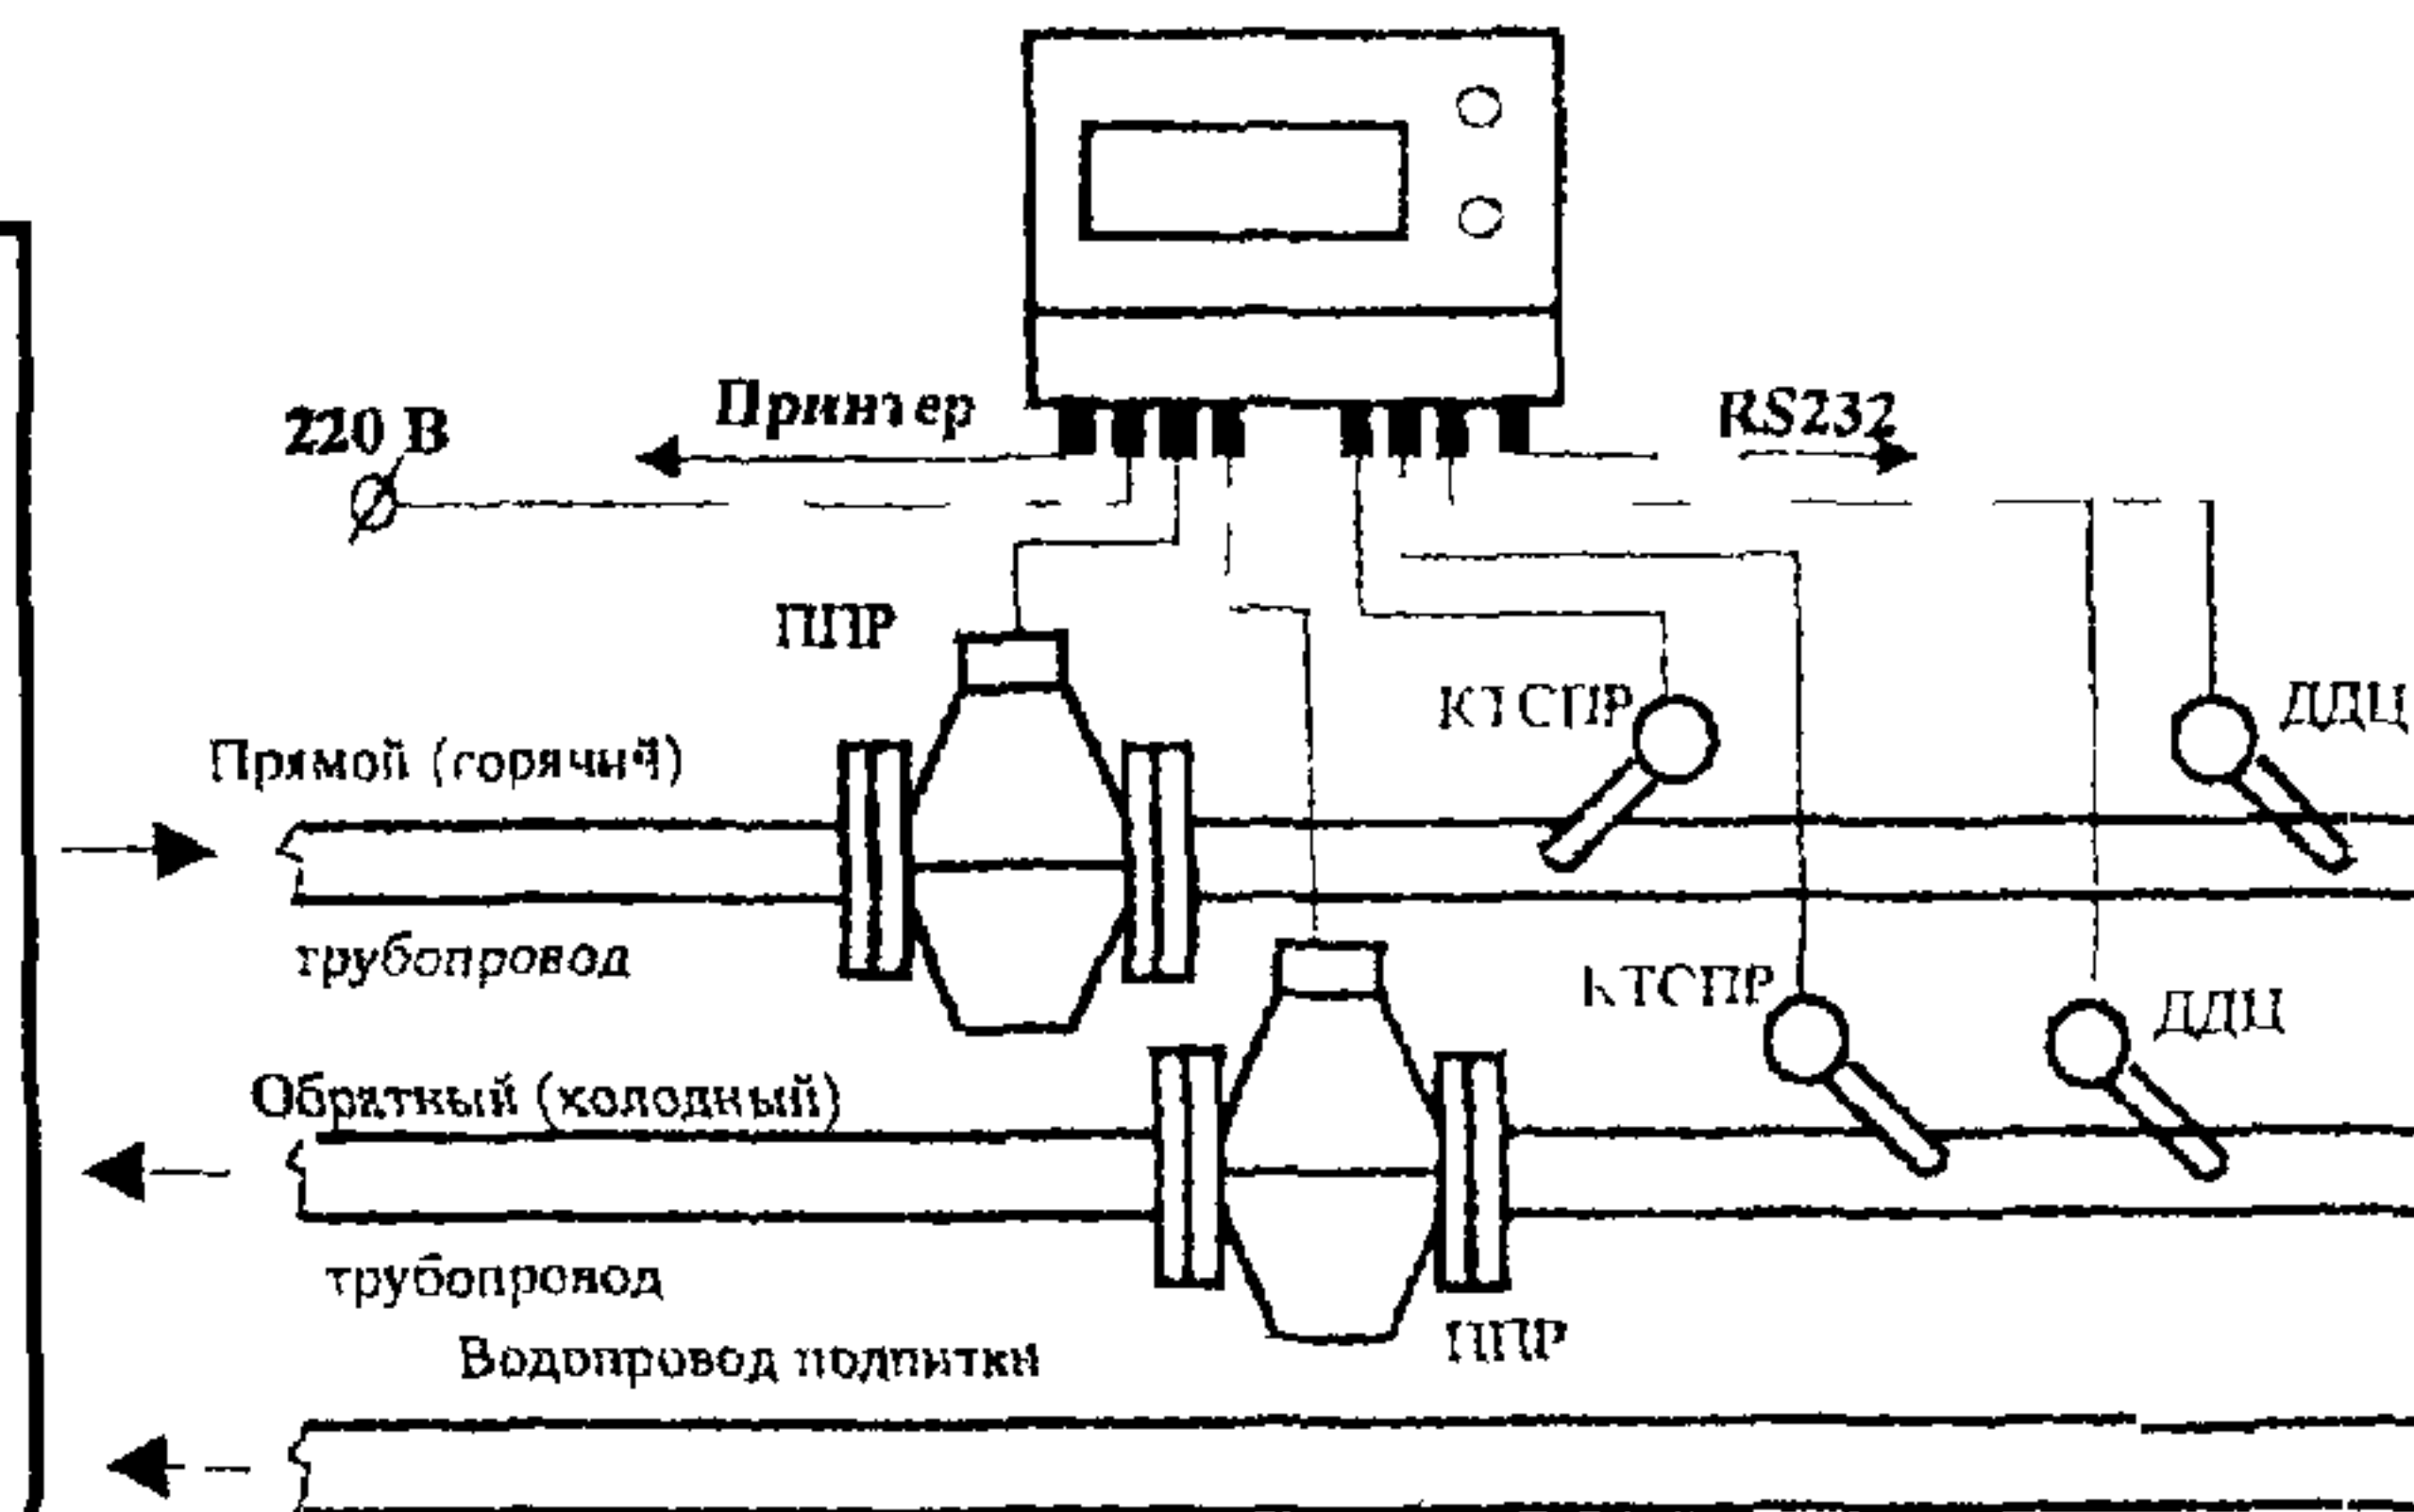 Принтер
RS232
220 В
ППР
КТСПР
ДДЦ
Прямой (горячий)
трубопровод
КТСПР
ДДЦ
Обратный (холодный)
трубопровод
ППР
Водопровод подпитки